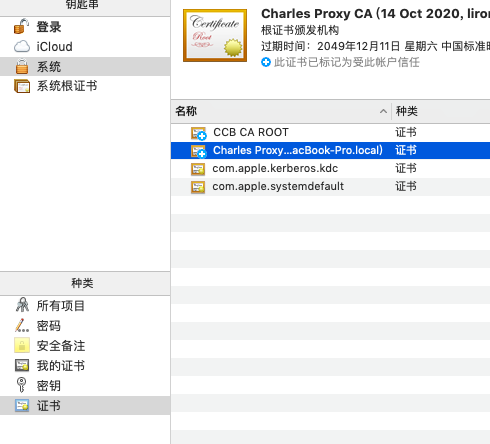 钥匙串
登录
iCloud
系统
系统根证书
Certificate
Root
Charles Proxy CA (14 Oct 2020, liron
根证书颁发机构
过期时间：2049年12月11日 星期六 中国标准
此证书已标记为受此帐户信任
名称 种类
CCB CA ROOT 证书
Charles Proxy...acBook-Pro.local) 证书
com.apple.kerberos.kdc 证书
com.apple.systemdefault 证书
种类
所有项目
密码
安全备注
我的证书
密钥
证书